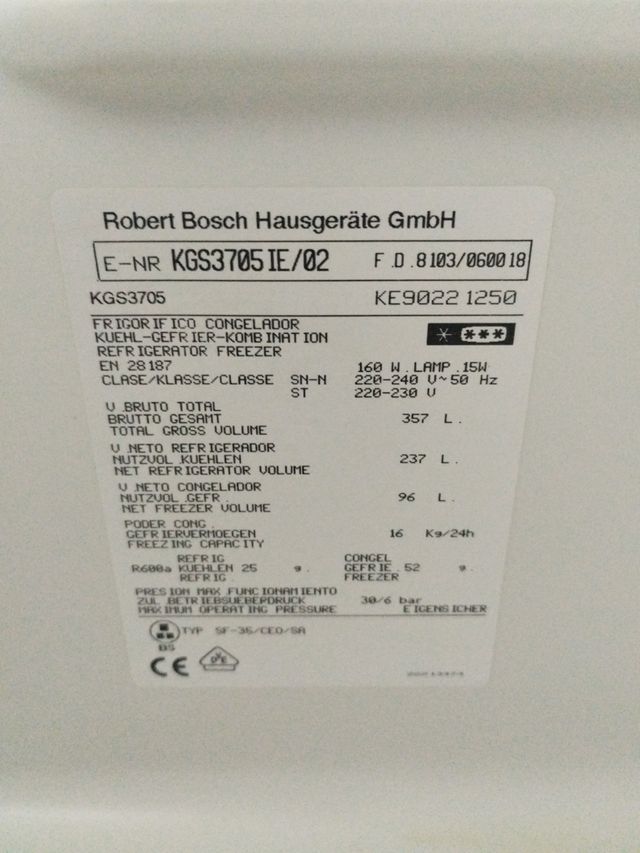 Robert Bosch Hausgeräte GmbH
E-NR KGS3705IE/02 F.D.8103/060018
KGS3705 KE9022 1250
FRIGORIFICO CONGELADOR
KUEHL-GEFRIER-KOMBINATION
REFRIGERATOR FREEZER
EN 28187 160 W.LAMP.15W
CLASE/KLASSE/CLASSE SN-N 220-240 V~50 Hz
ST 220-230 V
V.BRUTO TOTAL
BRUTTO GESAMT 357 L.
TOTAL GROSS VOLUME
V.NETO REFRIGERADOR
NUTZVOL.KUEHLEN 237 L.
NET REFRIGERATOR VOLUME
V.NETO CONGELADOR
NUTZVOL.GEFR. 96 L.
NET FREEZER VOLUME
PODER CONG.
GEFRIERVERMOEGEN 16 Kg/24h
FREEZING CAPACITY
REFRIG CONGEL
R600a KUEHLEN 25 g. GEFRIE. 52 g.
REFRIG. FREEZER
PRESION MAX FUNCIONAMIENTO
ZUL BETRIEBSUEBERDRUCK 30/6 bar
MAXIMUM OPERATING PRESSURE EIGENSICHER
TYP SF-35/CEO/SA
BS
CE DVE